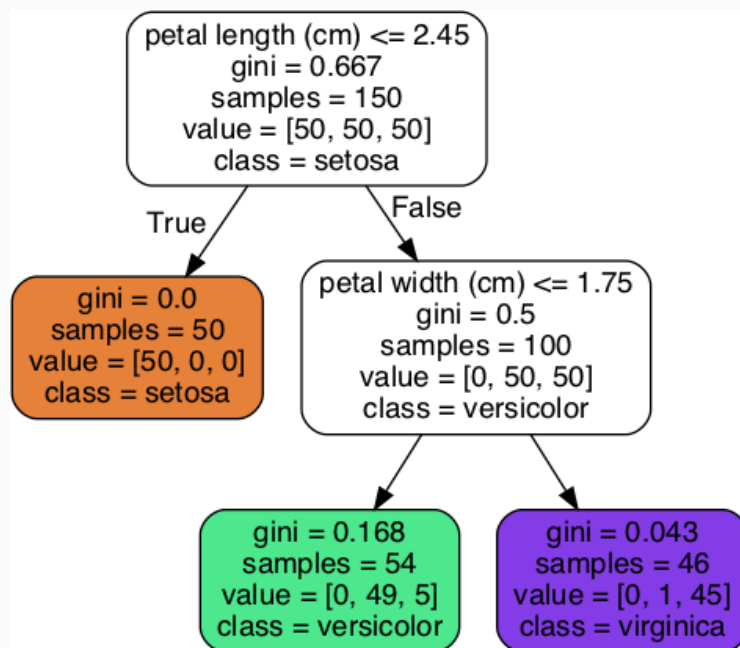 petal length (cm) <= 2.45
gini = 0.667
samples = 150
value = [50, 50, 50]
class = setosa
True
False
gini = 0.0
samples = 50
value = [50, 0, 0]
class = setosa
petal width (cm) <= 1.75
gini = 0.5
samples = 100
value = [0, 50, 50]
class = versicolor
gini = 0.168
samples = 54
value = [0, 49, 5]
class = versicolor
gini = 0.043
samples = 46
value = [0, 1, 45]
class = virginica